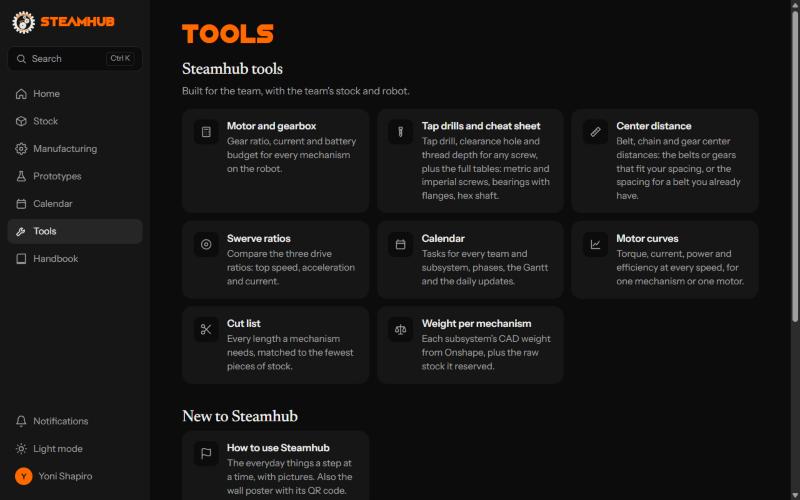 STEAMHUB
Search
Ctrl K
Home
Stock
Manufacturing
Prototypes
Calendar
Tools
Handbook
Notifications
Light mode
Y
Yoni Shapiro
TOOLS
Steamhub tools
Built for the team, with the team's stock and robot.
Motor and gearbox
Gear ratio, current and battery
budget for every mechanism
on the robot.
Tap drills and cheat sheet
Tap drill, clearance hole and
thread depth for any screw,
plus the full tables: metric and
imperial screws, bearings with
flanges, hex shaft.
Center distance
Belt, chain and gear center
distances: the belts or gears
that fit your spacing, or the
spacing for a belt you already
have.
Swerve ratios
Compare the three drive
ratios: top speed, acceleration
and current.
Calendar
Tasks for every team and
subsystem, phases, the Gantt
and the daily updates.
Motor curves
Torque, current, power and
efficiency at every speed, for
one mechanism or one motor.
Cut list
Every length a mechanism
needs, matched to the fewest
pieces of stock.
Weight per mechanism
Each subsystem's CAD weight
from Onshape, plus the raw
stock it reserved.
New to Steamhub
How to use Steamhub
The everyday things a step at
a time, with pictures. Also the
wall poster with its QR code.